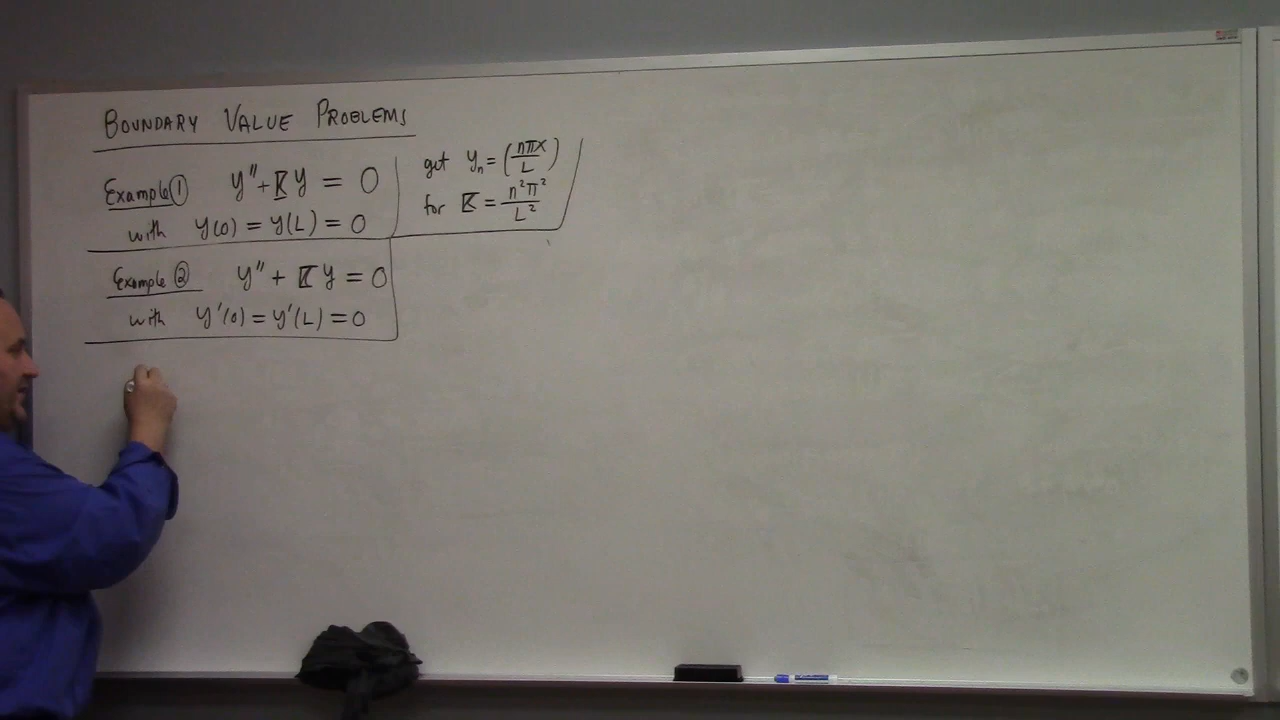 BOUNDARY VALUE PROBLEMS
Example ① y'' + K y = 0
with y(0) = y(L) = 0
get yₙ = (nπx/L)
for K = n²π²/L²
Example ② y'' + K y = 0
with y'(0) = y'(L) = 0